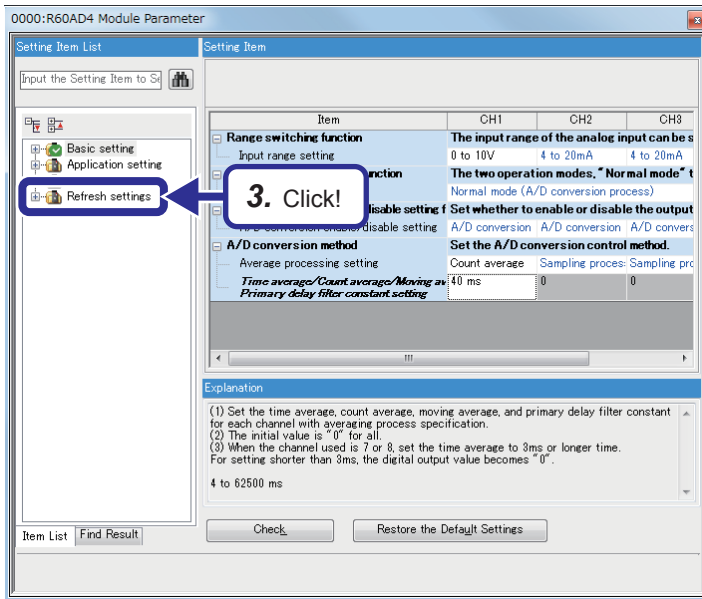 0000:R60AD4 Module Parameter
Setting Item List
Setting Item
Input the Setting Item to Se
Item CH1 CH2 CH3
Range switching function The input range of the analog input can be s
Input range setting 0 to 10V 4 to 20mA 4 to 20mA
nction The two operation modes, "Normal mode" t
Normal mode (A/D conversion process)
disable setting f Set whether to enable or disable the output
A/D conversion enable/disable setting A/D conversion A/D conversion A/D convers
A/D conversion method Set the A/D conversion control method.
Average processing setting Count average Sampling proces: Sampling pro
Time average/Count average/Moving av 40 ms 0 0
Primary delay filter constant setting
Basic setting
Application setting
Refresh settings
3. Click!
Explanation
(1) Set the time average, count average, moving average, and primary delay filter constant
for each channel with averaging process specification.
(2) The initial value is "0" for all.
(3) When the channel used is 7 or 8, set the time average to 3ms or longer time.
For setting shorter than 3ms, the digital output value becomes "0".
4 to 62500 ms
Item List Find Result
Check
Restore the Default Settings